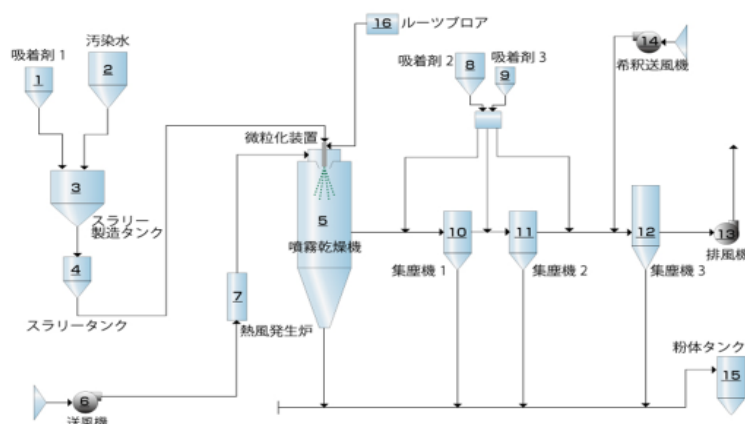 16
ルーツブロア
汚染水
吸着剤 1
1
2
吸着剤 2
8
吸着剤 3
9
14
希釈送風機
微粒化装置
3
スラリー
製造タンク
5
噴霧乾燥機
10
11
12
13
排風機
集塵機 1
集塵機 2
集塵機 3
4
スラリータンク
7
熱風発生炉
粉体タンク
15
6
送風機